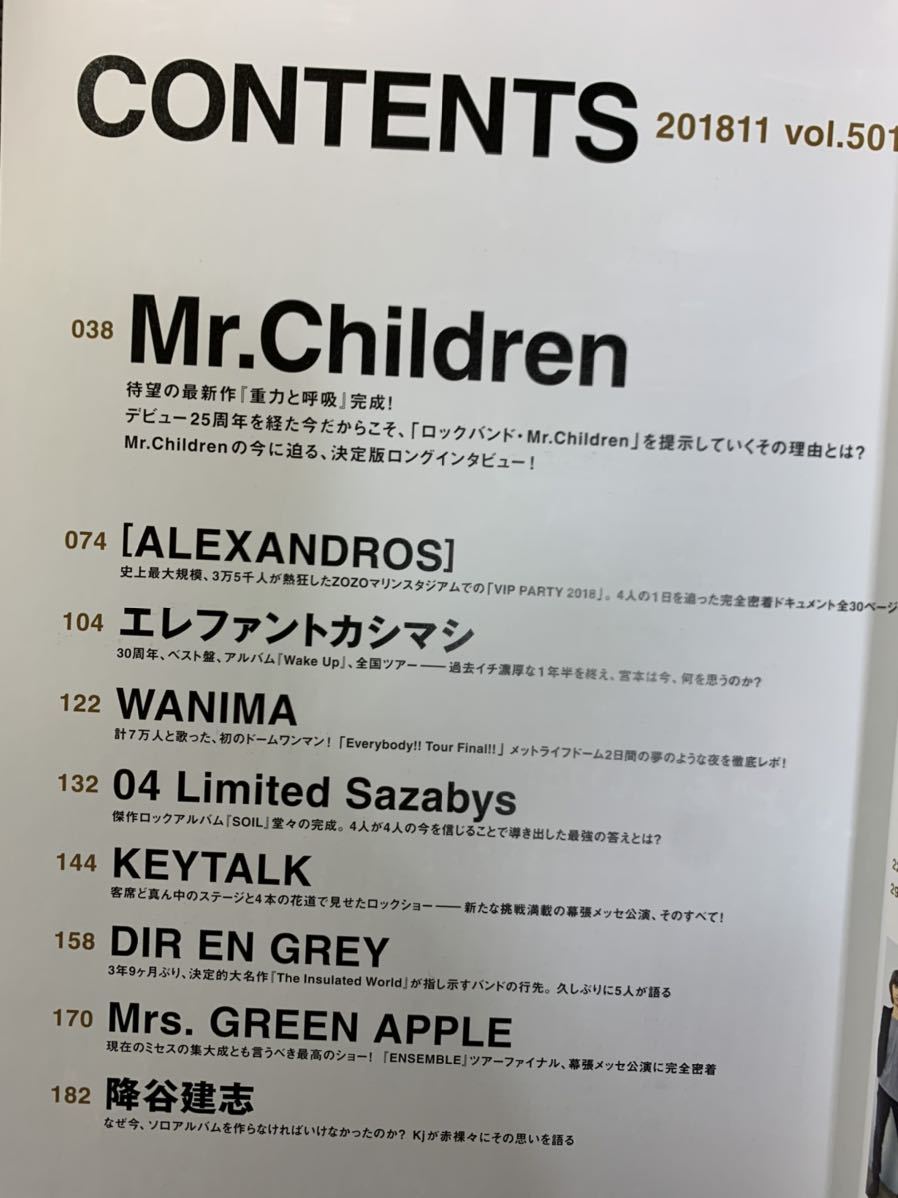 CONTENTS 201811 vol.501
038 Mr.Children
待望の最新作『重力と呼吸』完成!
デビュー25周年を経た今だからこそ、「ロックバンド・Mr.Children」を提示していくその理由とは?
Mr.Childrenの今に迫る、決定版ロングインタビュー!
074 [ALEXANDROS]
史上最大規模、3万5千人が熱狂したZOZOマリンスタジアムでの「VIP PARTY 2018」。4人の1日を追った完全密着ドキュメント全30ページ
104 エレファントカシマシ
30周年、ベスト盤、アルバム『Wake Up』、全国ツアー――過去イチ濃厚な1年半を終え、宮本は今、何を思うのか?
122 WANIMA
計7万人と歌った、初のドームワンマン!「Everybody!! Tour Final!!」メットライフドーム2日間の夢のような夜を徹底レポ!
132 04 Limited Sazabys
傑作ロックアルバム『SOIL』堂々の完成。4人が4人の今を信じることで導き出した最強の答えとは?
144 KEYTALK
客席ど真ん中のステージと4本の花道で見せたロックショー――新たな挑戦満載の幕張メッセ公演、そのすべて!
158 DIR EN GREY
3年9ヶ月ぶり、決定的大名作『The Insulated World』が指し示すバンドの行先。久しぶりに5人が語る
170 Mrs. GREEN APPLE
現在のミセスの集大成とも言うべき最高のショー!『ENSEMBLE』ツアーファイナル、幕張メッセ公演に完全密着
182 降谷建志
なぜ今、ソロアルバムを作らなければいけなかったのか? Kjが赤裸々にその思いを語る